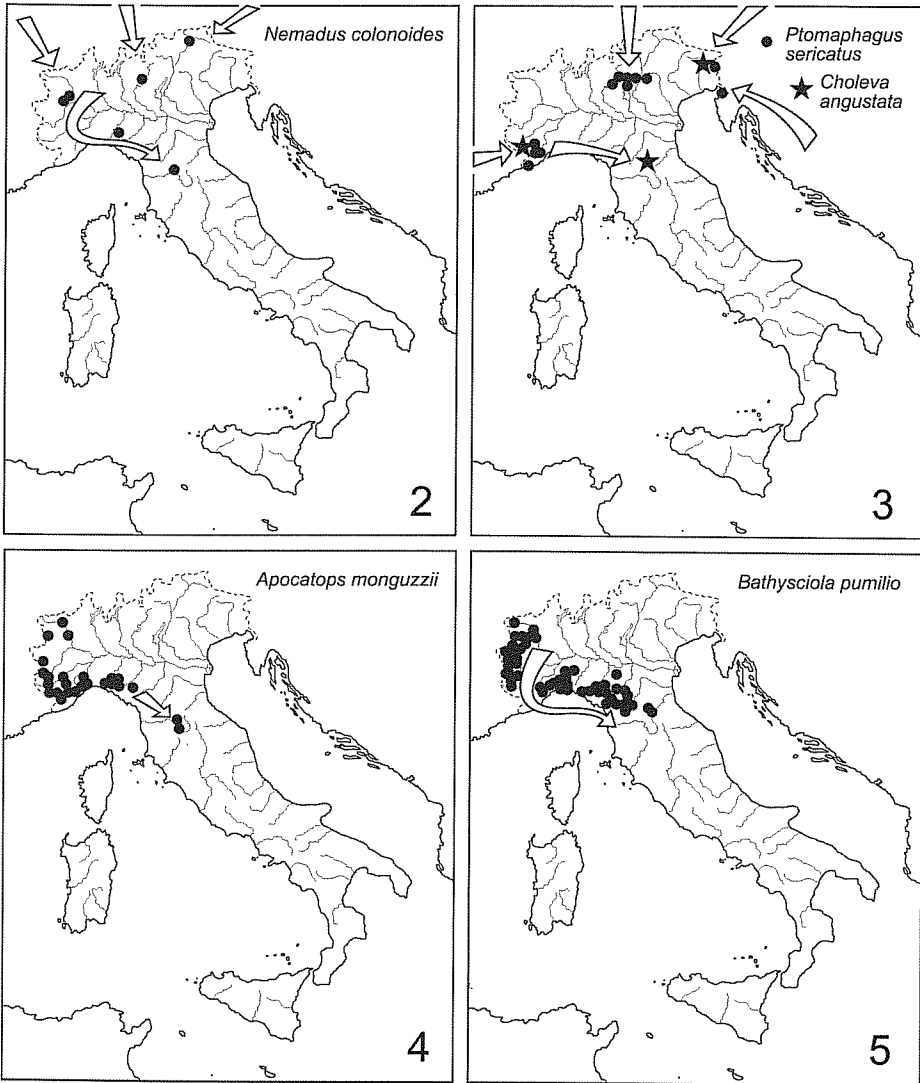 Nemadus colonoides
2
Ptomaphagus
sericatus
Choleva
angustata
3
Apocatops monguzzii
4
Bathysciola pumilio
5